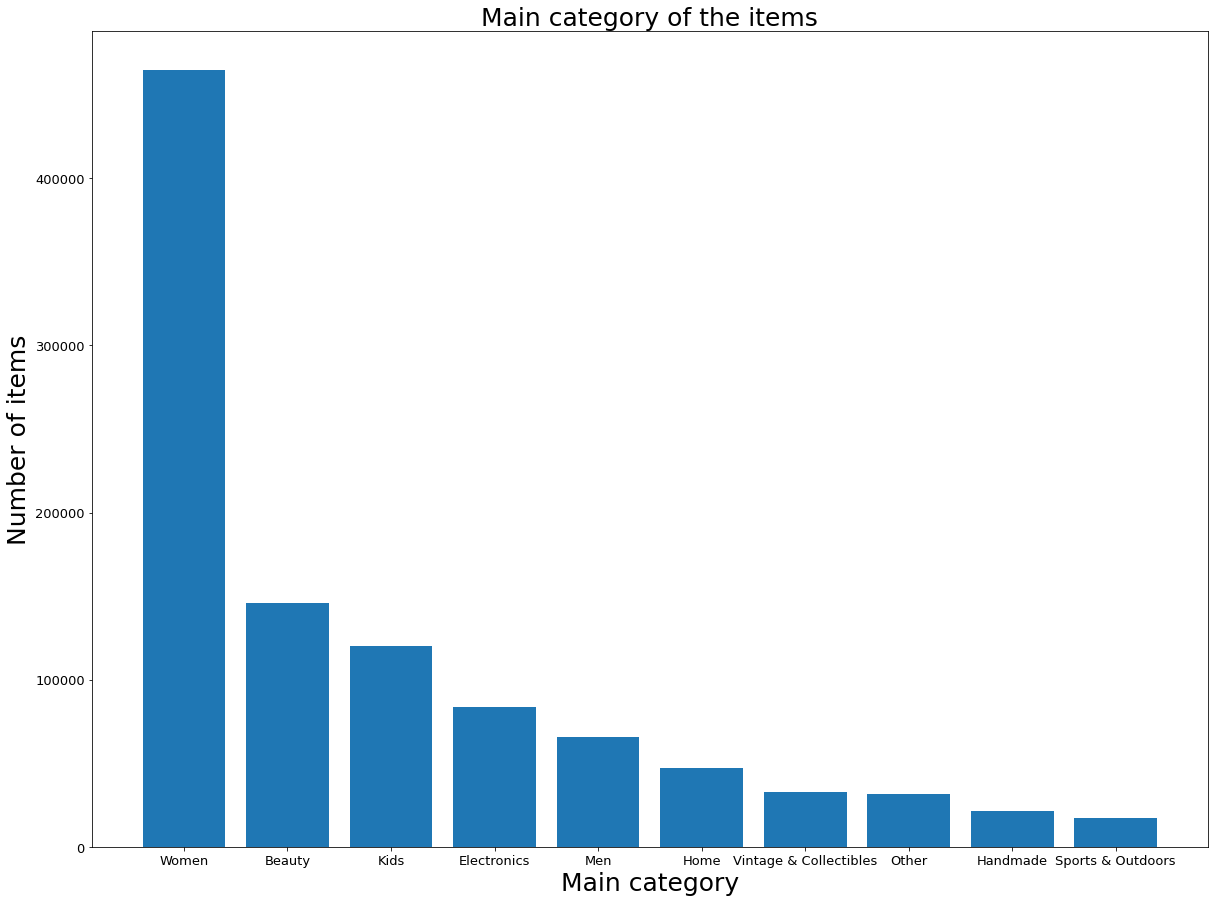 Main category of the items
Number of items
400000
300000
200000
100000
0
Women Beauty Kids Electronics Men Home Vintage & Collectibles Other Handmade Sports & Outdoors
Main category